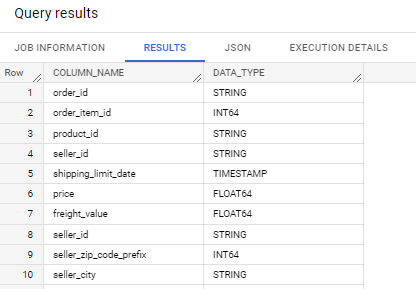 Query results
JOB INFORMATION RESULTS JSON EXECUTION DETAILS
Row COLUMN_NAME DATA_TYPE
1 order_id STRING
2 order_item_id INT64
3 product_id STRING
4 seller_id STRING
5 shipping_limit_date TIMESTAMP
6 price FLOAT64
7 freight_value FLOAT64
8 seller_id STRING
9 seller_zip_code_prefix INT64
10 seller_city STRING